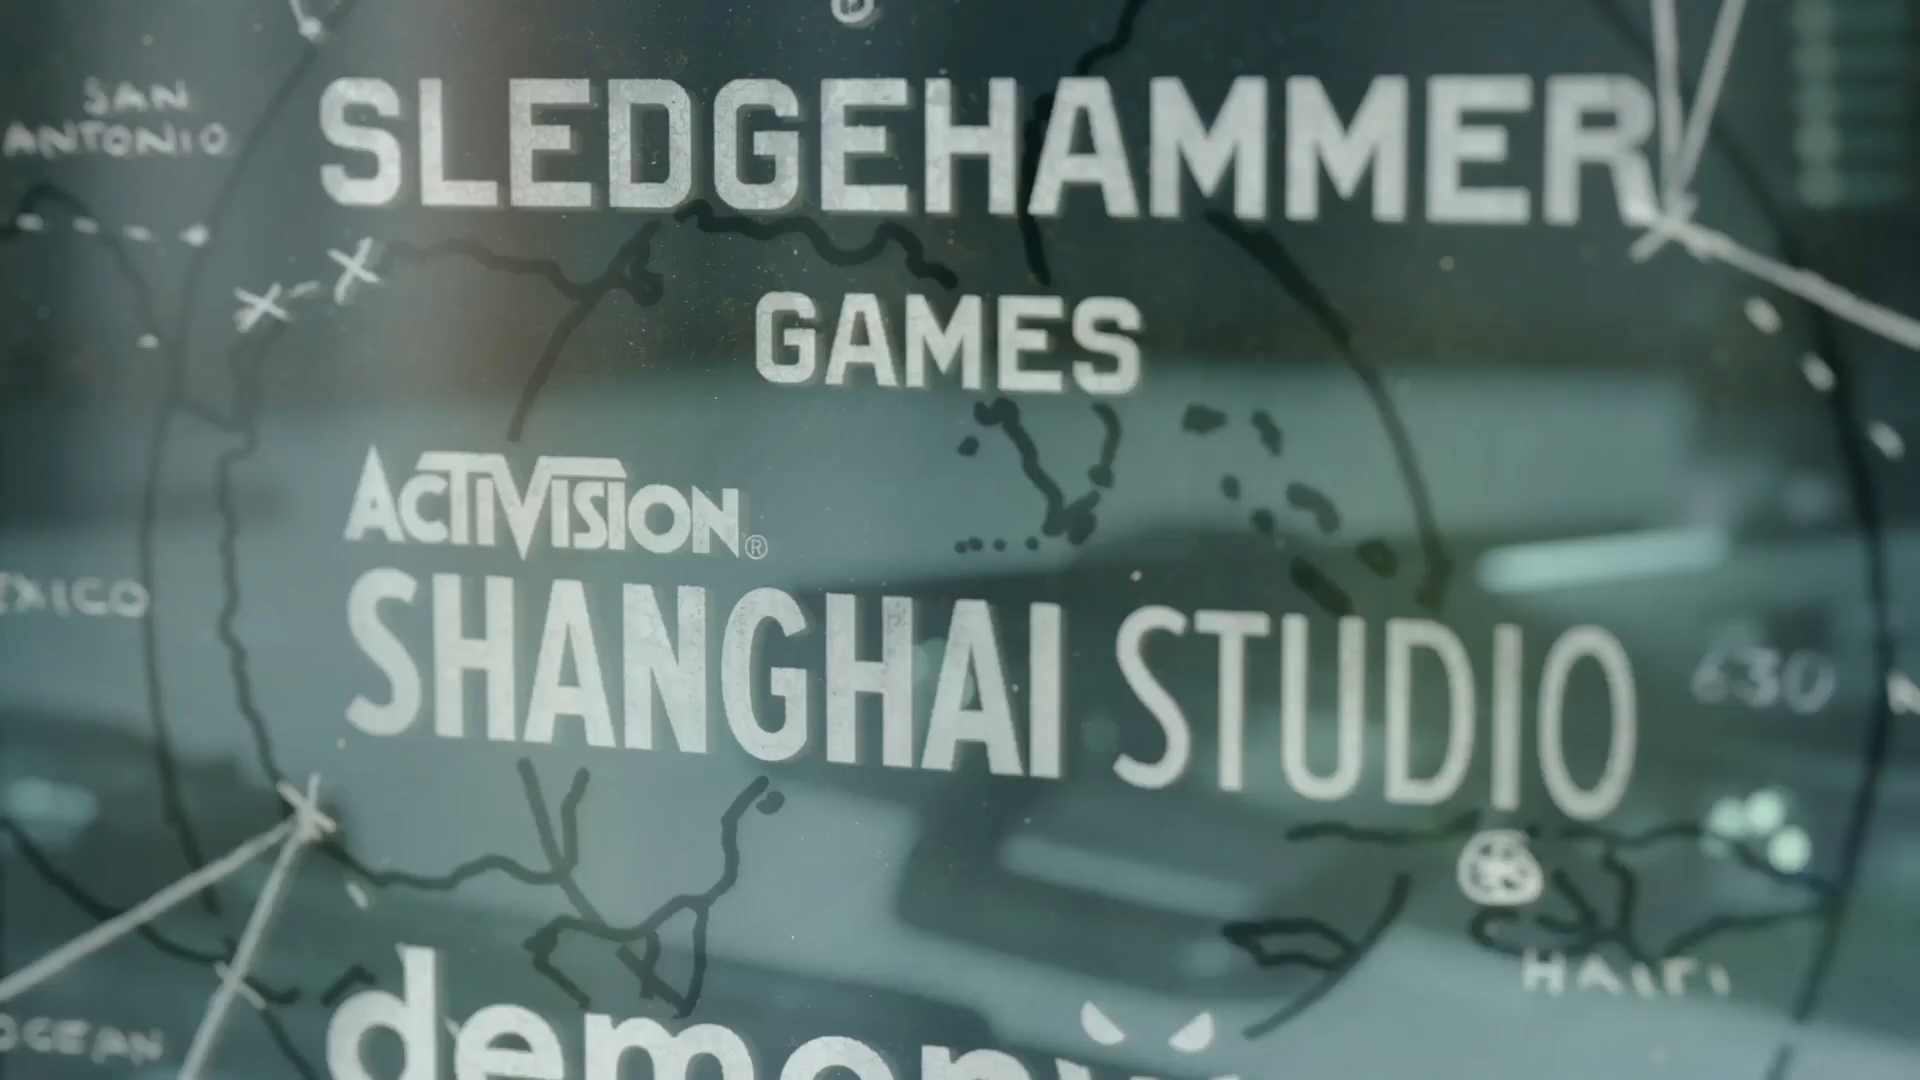 SAN
ANTONIO
SLEDGEHAMMER
GAMES
ACTIVISION®
SHANGHAI STUDIO
630
HAITI
OCEAN